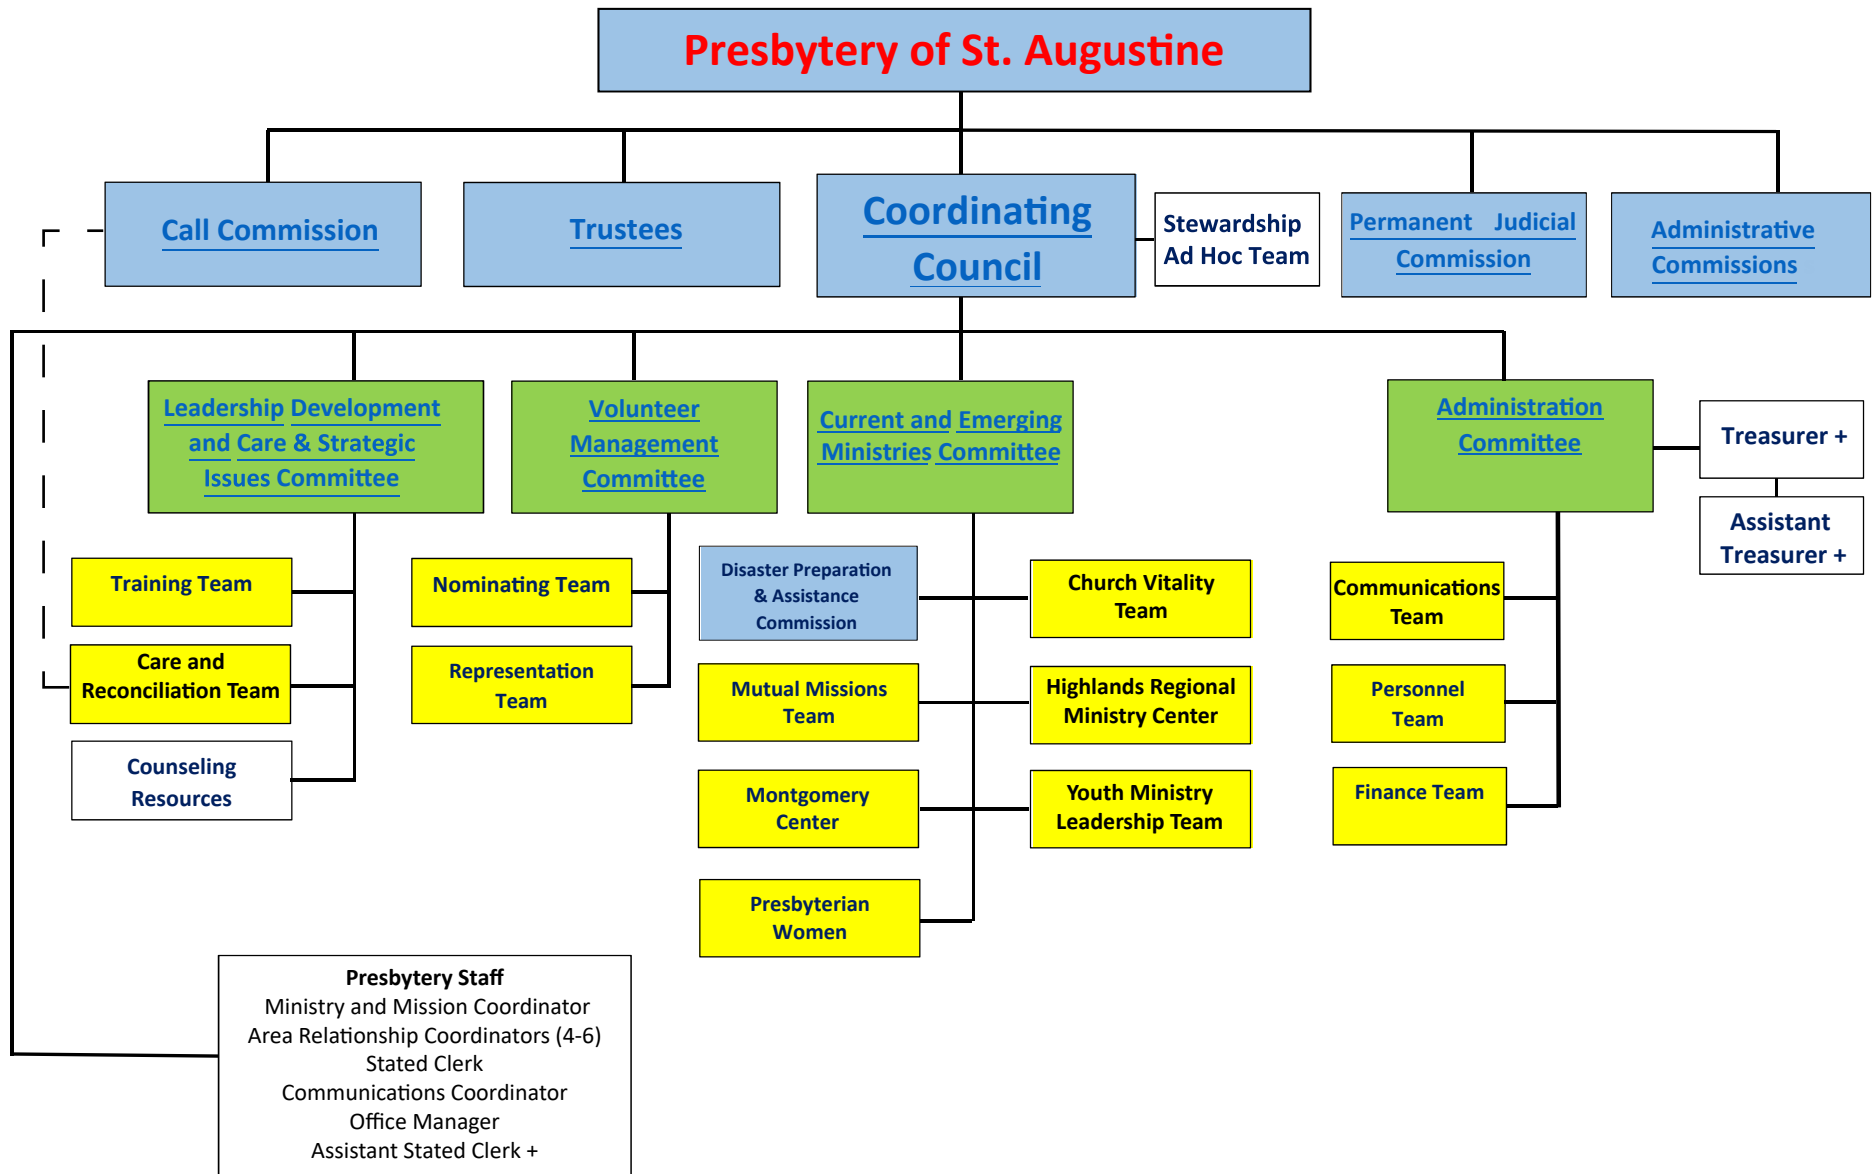 Presbytery of St. Augustine
Call Commission
Trustees
Coordinating
Council
Stewardship
Ad Hoc Team
Permanent Judicial
Commission
Administrative
Commissions
Leadership Development
and Care & Strategic
Issues Committee
Volunteer
Management
Committee
Current and Emerging
Ministries Committee
Administration
Committee
Treasurer +
Assistant
Treasurer +
Training Team
Care and
Reconciliation Team
Counseling
Resources
Nominating Team
Representation
Team
Disaster Preparation
& Assistance
Commission
Mutual Missions
Team
Montgomery
Center
Presbyterian
Women
Church Vitality
Team
Highlands Regional
Ministry Center
Youth Ministry
Leadership Team
Communications
Team
Personnel
Team
Finance Team
Presbytery Staff
Ministry and Mission Coordinator
Area Relationship Coordinators (4-6)
Stated Clerk
Communications Coordinator
Office Manager
Assistant Stated Clerk +